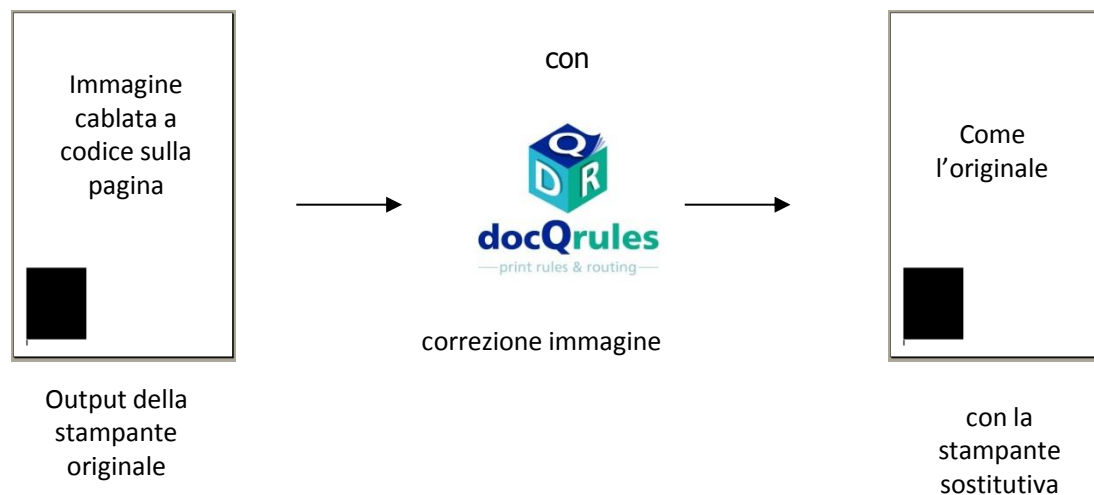 Immagine
cablata a
codice sulla
pagina
Output della
stampante
originale
con
Q
D R
docQrules
print rules & routing
correzione immagine
Come
l’originale
con la
stampante
sostitutiva